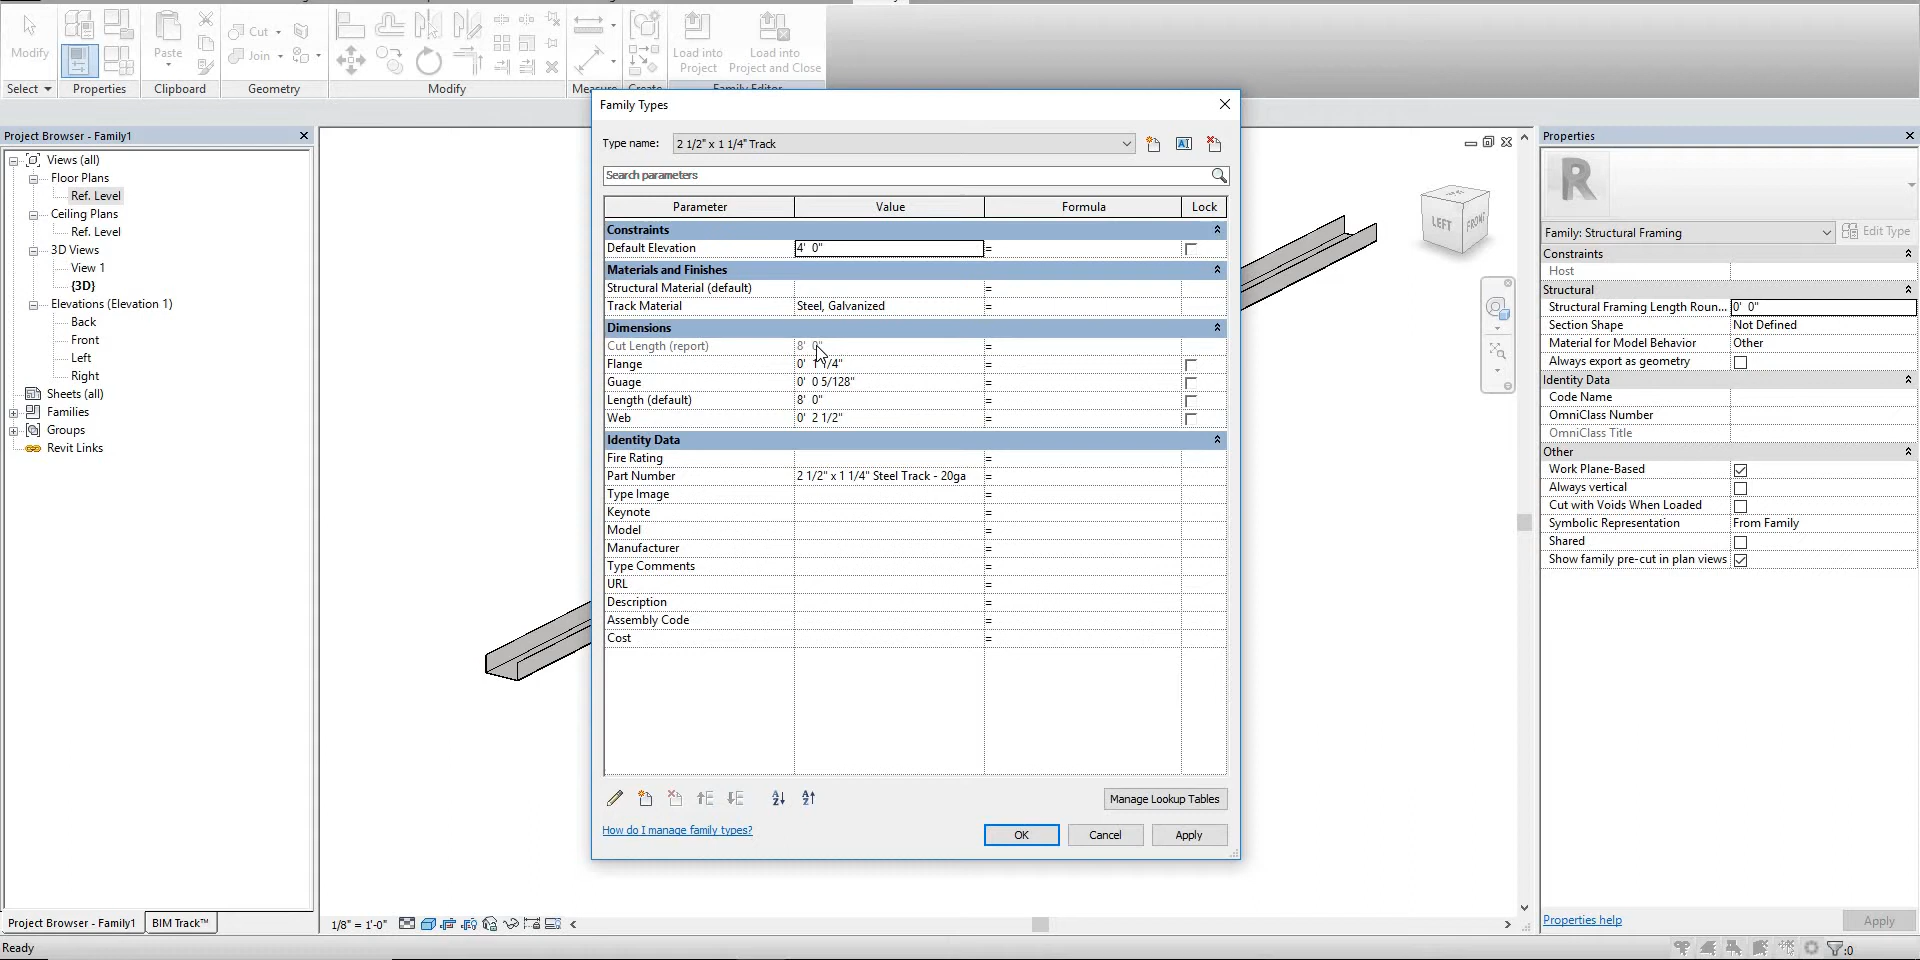 Modify
Paste
Cut
Join
Load into
Project
Load into
Project and Close
Select
Properties
Clipboard
Geometry
Modify
Measure
Create
Family Editor
Project Browser - Family1
Views (all)
Floor Plans
Ref. Level
Ceiling Plans
Ref. Level
3D Views
View 1
{3D}
Elevations (Elevation 1)
Back
Front
Left
Right
Sheets (all)
Families
Groups
Revit Links
Project Browser - Family1
BIM Track™
Ready
Family Types
Type name:
2 1/2" x 1 1/4" Track
Search parameters
Parameter Value Formula Lock
Constraints
Default Elevation 4' 0" =
Materials and Finishes
Structural Material (default) =
Track Material Steel, Galvanized =
Dimensions
Cut Length (report) 8' 0" =
Flange 0' 1 1/4" =
Guage 0' 0 5/128" =
Length (default) 8' 0" =
Web 0' 2 1/2" =
Identity Data
Fire Rating =
Part Number 2 1/2" x 1 1/4" Steel Track - 20ga =
Type Image =
Keynote =
Model =
Manufacturer =
Type Comments =
URL =
Description =
Assembly Code =
Cost =
Manage Lookup Tables
How do I manage family types?
OK
Cancel
Apply
LEFT
FRONT
1/8" = 1'-0"
Properties
R
Family: Structural Framing
Edit Type
Constraints
Host
Structural
Structural Framing Length Roun... 0' 0"
Section Shape Not Defined
Material for Model Behavior Other
Always export as geometry
Identity Data
Code Name
OmniClass Number
OmniClass Title
Other
Work Plane-Based
Always vertical
Cut with Voids When Loaded
Symbolic Representation From Family
Shared
Show family pre-cut in plan views
Properties help
Apply
:0